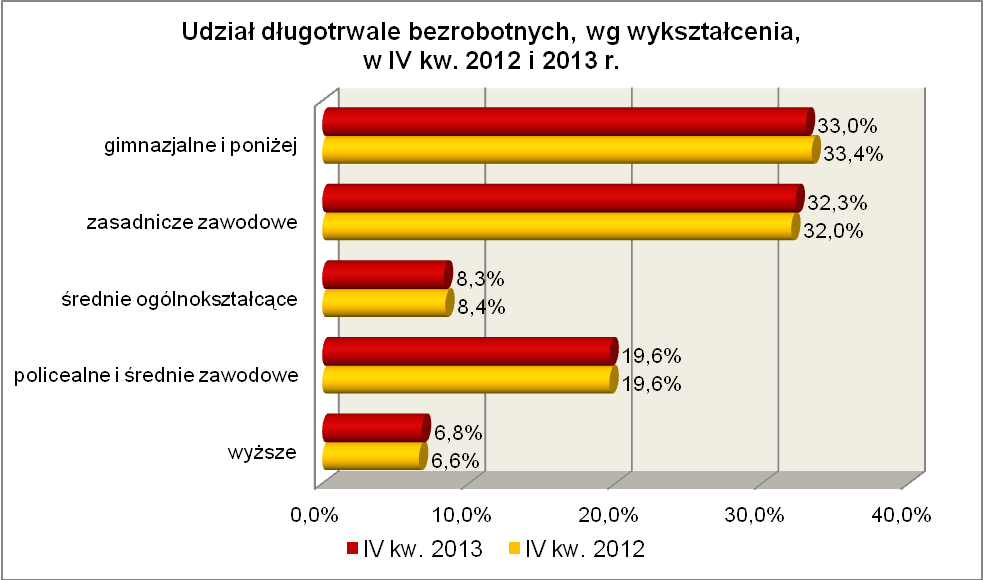 Udział długotrwale bezrobotnych, wg wykształcenia,
w IV kw. 2012 i 2013 r.
gimnazjalne i poniżej
33,0%
33,4%
zasadnicze zawodowe
32,3%
32,0%
średnie ogólnokształcące
8,3%
8,4%
policealne i średnie zawodowe
19,6%
19,6%
wyższe
6,8%
6,6%
0,0% 10,0% 20,0% 30,0% 40,0%
IV kw. 2013 IV kw. 2012